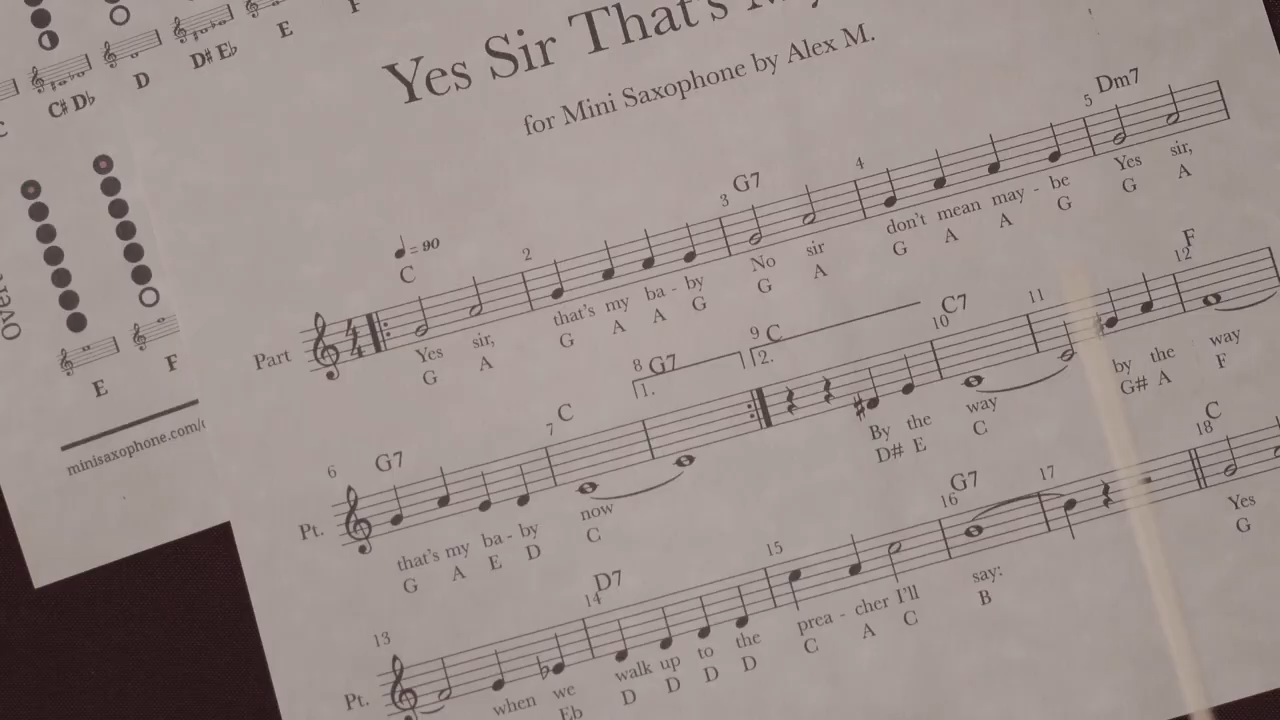 C# D♭
D
D# E♭
E
F
E
F
minisaxophone.com/
Yes Sir That's
for Mini Saxophone by Alex M.
♩ = 90
C
2
3
G7
4
5
Dm7
Part
4
4
Yes sir, that's my ba - by No sir don't mean may - be Yes sir,
G A G A A G G A G A A G G A
6
G7
7
C
8
G7
1.
9
C
2.
10
C7
11
12
F
Pt.
that's my ba - by now By the way by the way
G A E D C D# E C G# A F
13
14
D7
15
16
G7
17
18
C
Pt.
when we walk up to the prea - cher I'll say: Yes
Eb D D D D C A C B G